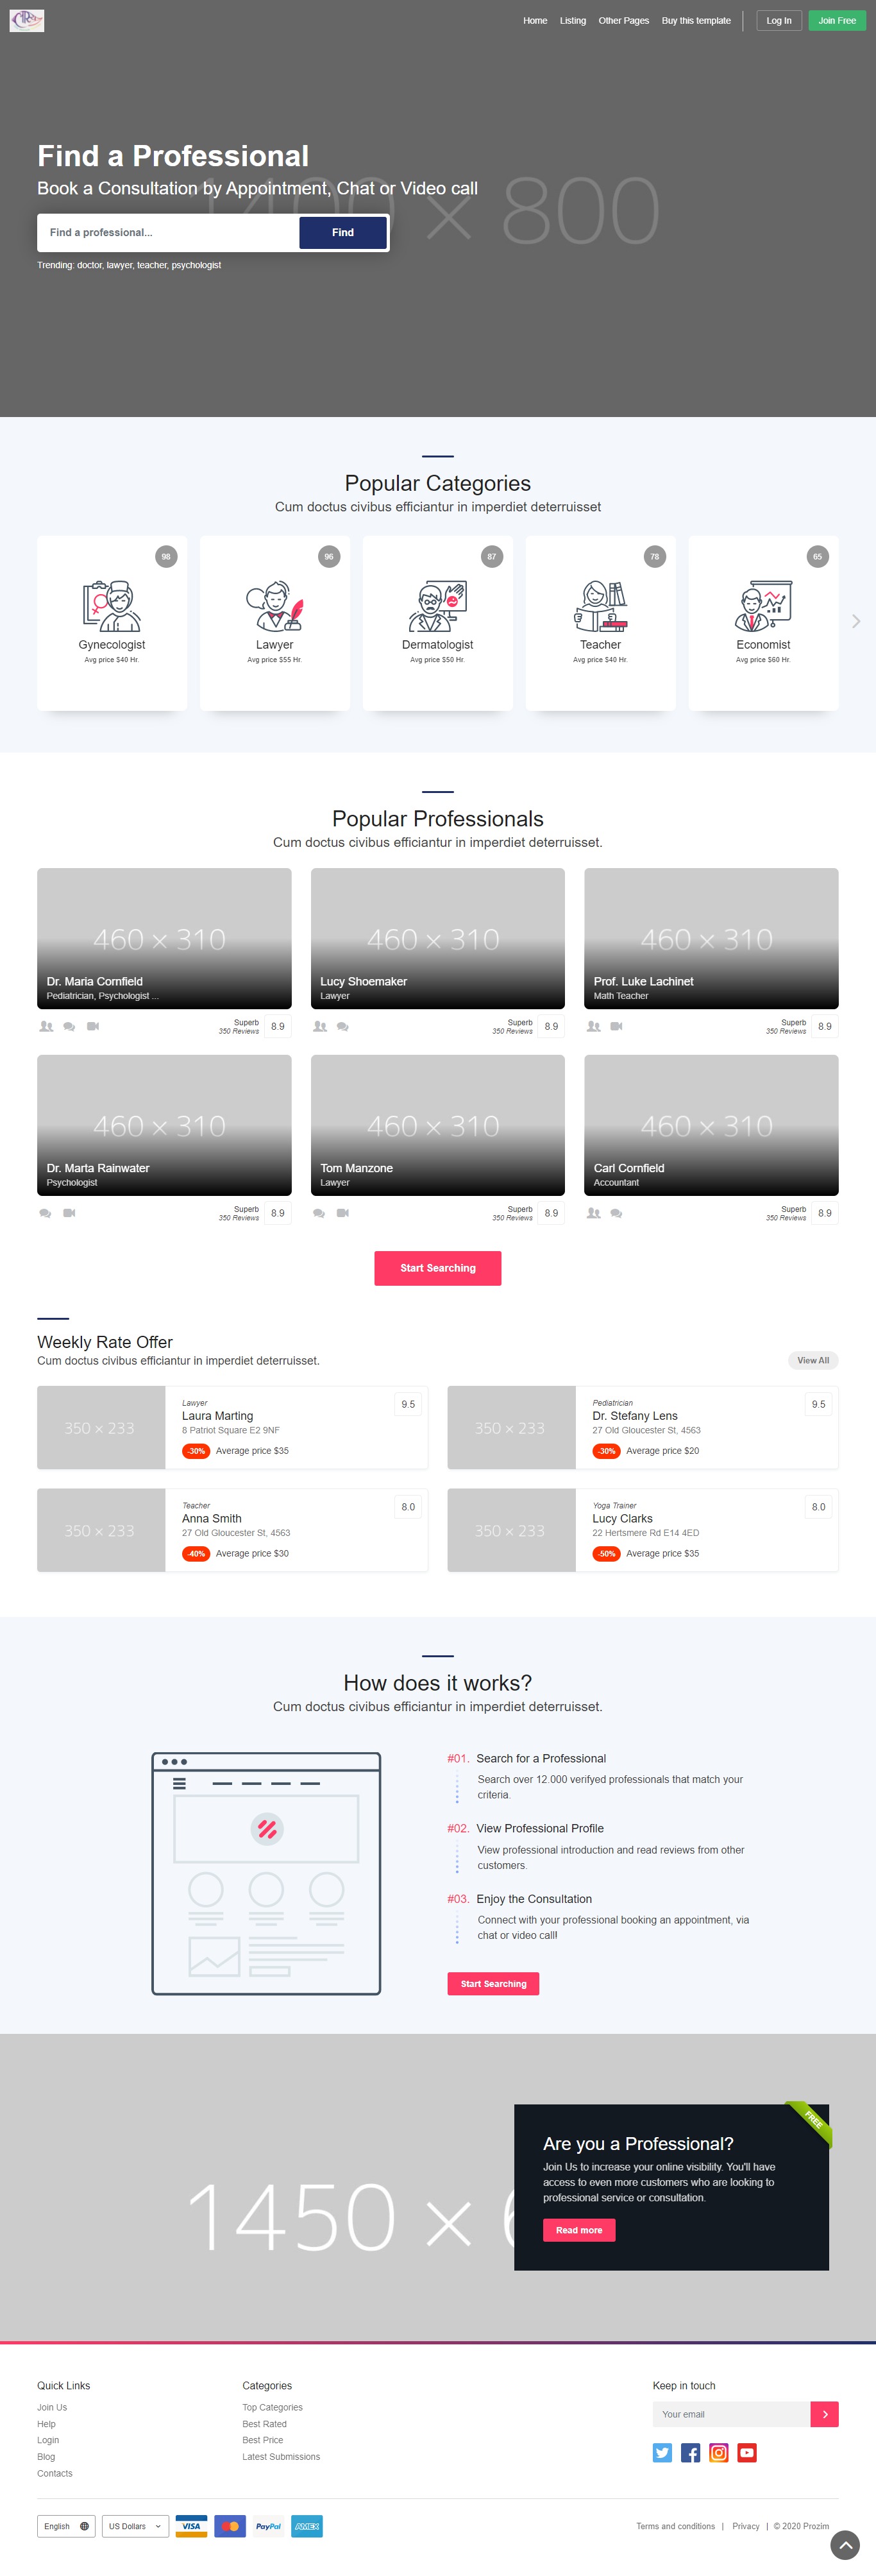 Home Listing Other Pages Buy this template Log In Join Free
Find a Professional
Book a Consultation by Appointment, Chat or Video call
1400 × 800
Find a professional... Find
Trending: doctor, lawyer, teacher, psychologist
Popular Categories
Cum doctus civibus efficiantur in imperdiet deterruisset
98 96 87 78 65
Gynecologist Lawyer Dermatologist Teacher Economist
Avg price $40 Hr. Avg price $55 Hr. Avg price $50 Hr. Avg price $40 Hr. Avg price $60 Hr.
Popular Professionals
Cum doctus civibus efficiantur in imperdiet deterruisset.
460 × 310 460 × 310 460 × 310
Dr. Maria Cornfield Lucy Shoemaker Prof. Luke Lachinet
Pediatrician, Psychologist ... Lawyer Math Teacher
Superb 8.9 Superb 8.9 Superb 8.9
350 Reviews 350 Reviews 350 Reviews
460 × 310 460 × 310 460 × 310
Dr. Marta Rainwater Tom Manzone Carl Cornfield
Psychologist Lawyer Accountant
Superb 8.9 Superb 8.9 Superb 8.9
350 Reviews 350 Reviews 350 Reviews
Start Searching
Weekly Rate Offer
Cum doctus civibus efficiantur in imperdiet deterruisset. View All
350 × 233
Lawyer
Laura Marting
8 Patriot Square E2 9NF
-30% Average price $35
9.5
350 × 233
Pediatrician
Dr. Stefany Lens
27 Old Gloucester St, 4563
-30% Average price $20
9.5
350 × 233
Teacher
Anna Smith
27 Old Gloucester St, 4563
-40% Average price $30
8.0
350 × 233
Yoga Trainer
Lucy Clarks
22 Hertsmere Rd E14 4ED
-50% Average price $35
8.0
How does it works?
Cum doctus civibus efficiantur in imperdiet deterruisset.
#01. Search for a Professional
Search over 12.000 verifyed professionals that match your
criteria.
#02. View Professional Profile
View professional introduction and read reviews from other
customers.
#03. Enjoy the Consultation
Connect with your professional booking an appointment, via
chat or video call!
Start Searching
1450 × 6
FREE
Are you a Professional?
Join Us to increase your online visibility. You'll have
access to even more customers who are looking to
professional service or consultation.
Read more
Quick Links
Join Us
Help
Login
Blog
Contacts
Categories
Top Categories
Best Rated
Best Price
Latest Submissions
Keep in touch
Your email
English US Dollars VISA PayPal AMEX
Terms and conditions | Privacy | © 2020 Prozim